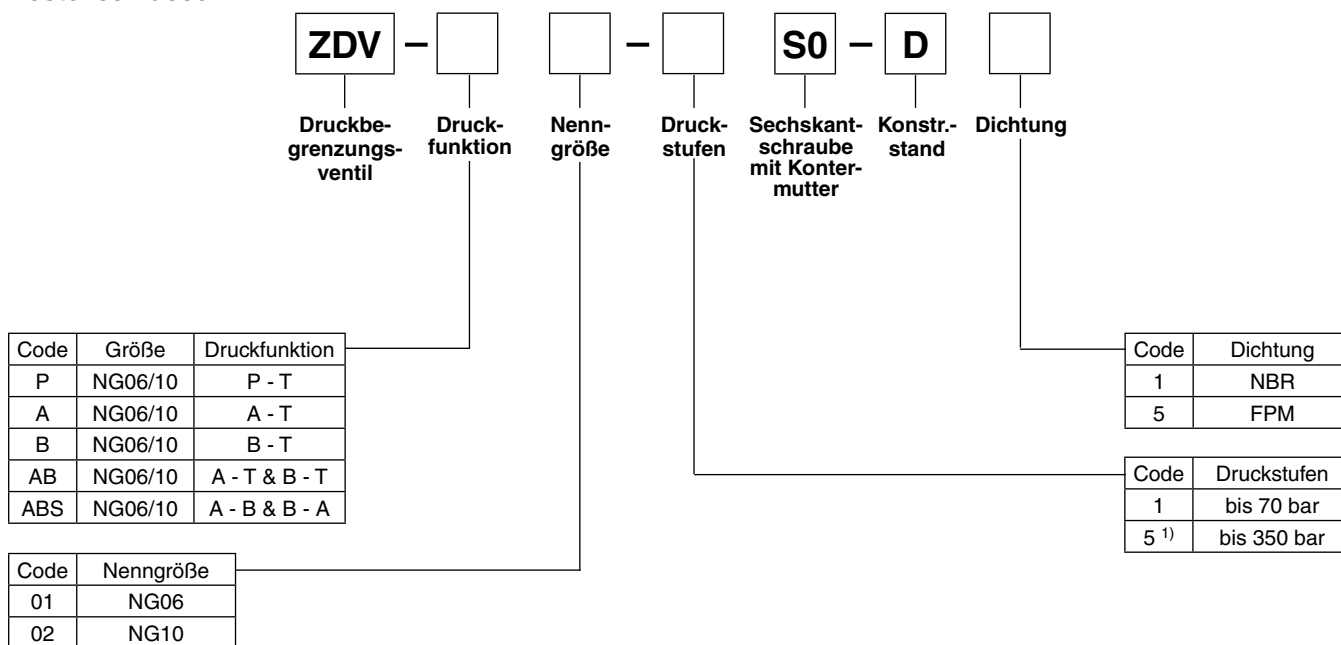 ZDV – – S0 – D
Druckbe-
grenzungs-
ventil
Druck-
funktion
Nenn-
größe
Druck-
stufen
Sechskant-
schraube
mit Konter-
mutter
Konstr.-
stand
Dichtung
Code Größe Druckfunktion
P NG06/10 P - T
A NG06/10 A - T
B NG06/10 B - T
AB NG06/10 A - T & B - T
ABS NG06/10 A - B & B - A
Code Nenngröße
01 NG06
02 NG10
Code Dichtung
1 NBR
5 FPM
Code Druckstufen
1 bis 70 bar
5 1) bis 350 bar